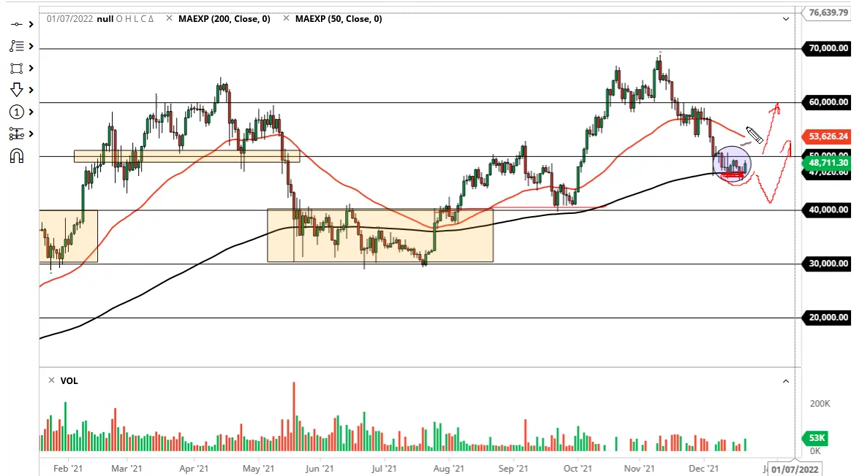 01/07/2022 null O H L C Δ × MAEXP (200, Close, 0) × MAEXP (50, Close, 0)
76,639.79
70,000.00
60,000.00
53,626.24
48,711.30
40,000.00
30,000.00
20,000.00
1
× VOL
200K
53K
0K
Feb '21 Mar '21 Apr '21 May '21 Jun '21 Jul '21 Aug '21 Sep '21 Oct '21 Nov '21 Dec '21 01/07/2022